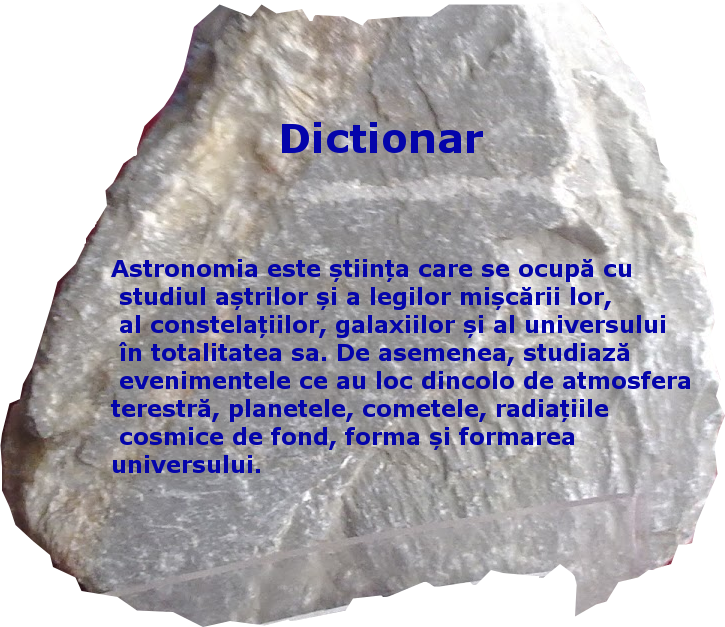 Dictionar
Astronomia este știința care se ocupă cu
studiul aștrilor și a legilor mișcării lor,
al constelațiilor, galaxiilor și al universului
în totalitatea sa. De asemenea, studiază
evenimentele ce au loc dincolo de atmosfera
terestră, planetele, cometele, radiațiile
cosmice de fond, forma și formarea
universului.